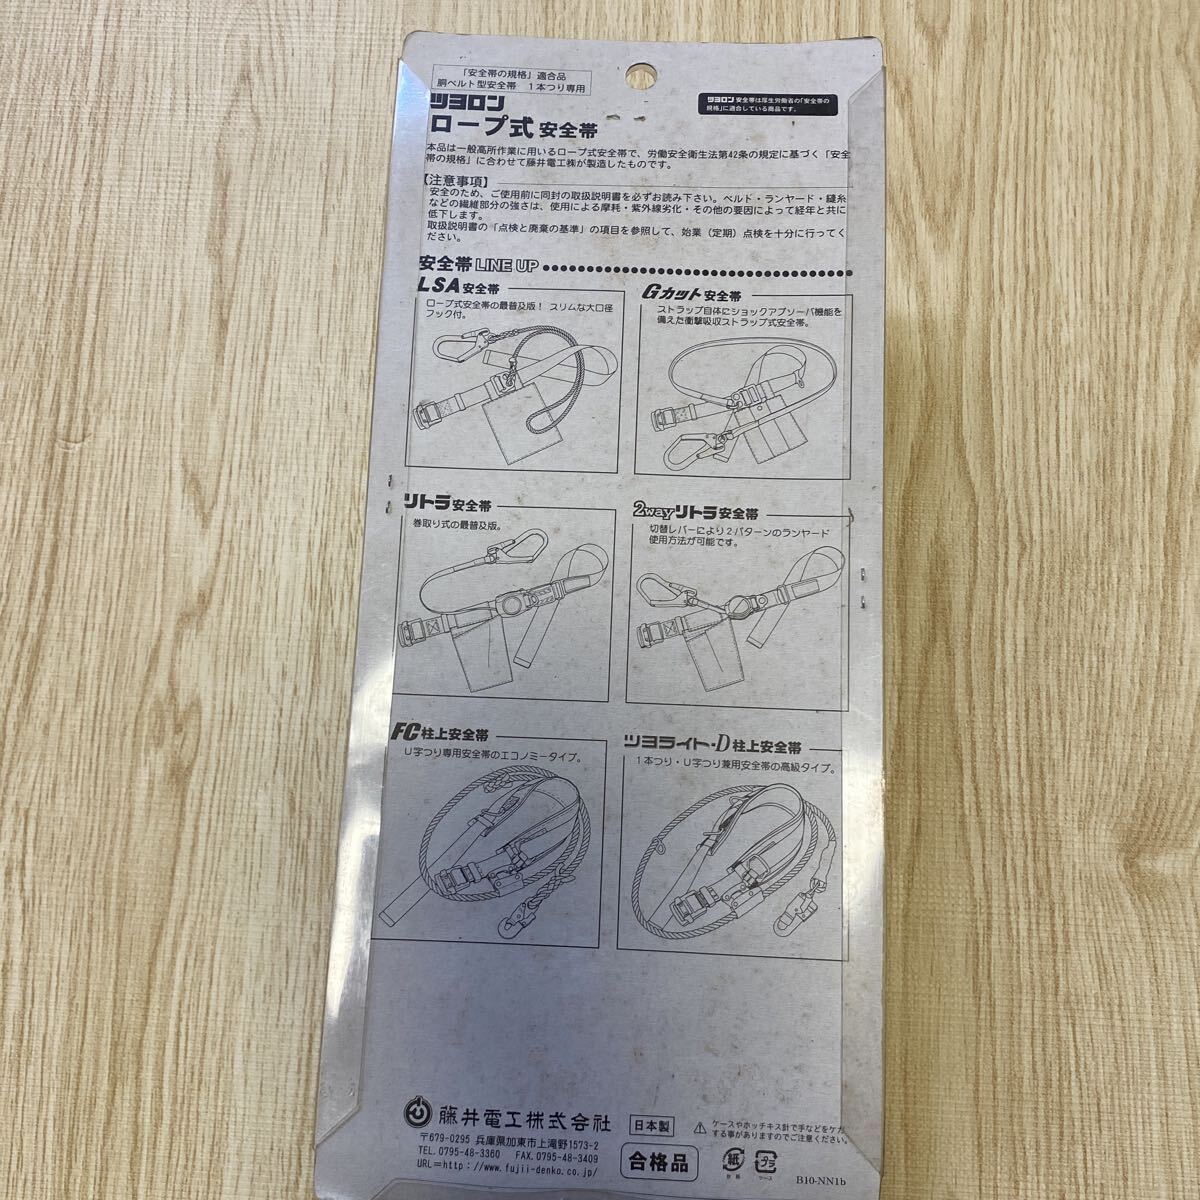 「安全帯の規格」適合品
胴ベルト型安全帯　1本つり専用
ツヨロン
ロープ式 安全帯
ツヨロン 安全帯は厚生労働省の「安全帯の
規格」に適合している商品です。
本品は一般高所作業に用いるロープ式安全帯で、労働安全衛生法第42条の規定に基づく「安全
帯の規格」に合わせて藤井電工㈱が製造したものです。
【注意事項】
安全のため、ご使用前に同封の取扱説明書を必ずお読み下さい。ベルト・ランヤード・縫糸
などの繊維部分の強さは、使用による摩耗・紫外線劣化・その他の要因によって経年と共に
低下します。
取扱説明書の「点検と廃棄の基準」の項目を参照して、始業（定期）点検を十分に行ってく
ださい。
安全帯 LINE UP
LSA安全帯
ロープ式安全帯の最普及版！ スリムな大口径
フック付。
Gカット安全帯
ストラップ自体にショックアブソーバ機能を
備えた衝撃吸収ストラップ式安全帯。
リトラ安全帯
巻取り式の最普及版。
2wayリトラ安全帯
切替レバーにより2パターンのランヤード
使用方法が可能です。
FC柱上安全帯
U字つり専用安全帯のエコノミータイプ。
ツヨライト・D柱上安全帯
1本つり・U字つり兼用安全帯の高級タイプ。
藤井電工株式会社
〒679-0295 兵庫県加東市上滝野1573-2
TEL. 0795-48-3360　FAX. 0795-48-3409
URL=http://www.fujii-denko.co.jp/
日本製
合格品
⚠ ケースやホッチキス針で手などをケガ
する事がありますのでご注意ください。
紙
台紙
プラ
ケース
B10-NN1b